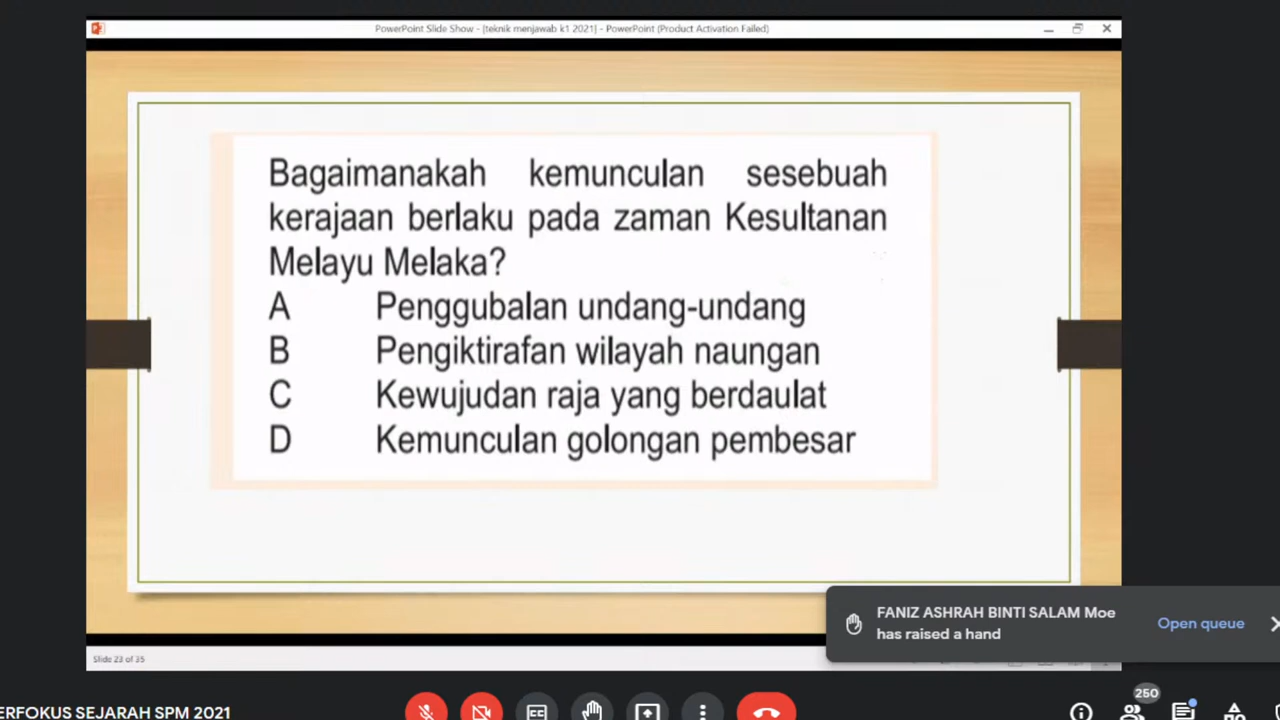 PowerPoint Slide Show - [teknik menjawab k1 2021] - PowerPoint (Product Activation Failed)
Bagaimanakah kemunculan sesebuah
kerajaan berlaku pada zaman Kesultanan
Melayu Melaka?
A Penggubalan undang-undang
B Pengiktirafan wilayah naungan
C Kewujudan raja yang berdaulat
D Kemunculan golongan pembesar
FANIZ ASHRAH BINTI SALAM Moe
has raised a hand
Open queue
Slide 23 of 35
250
ERFOKUS SEJARAH SPM 2021